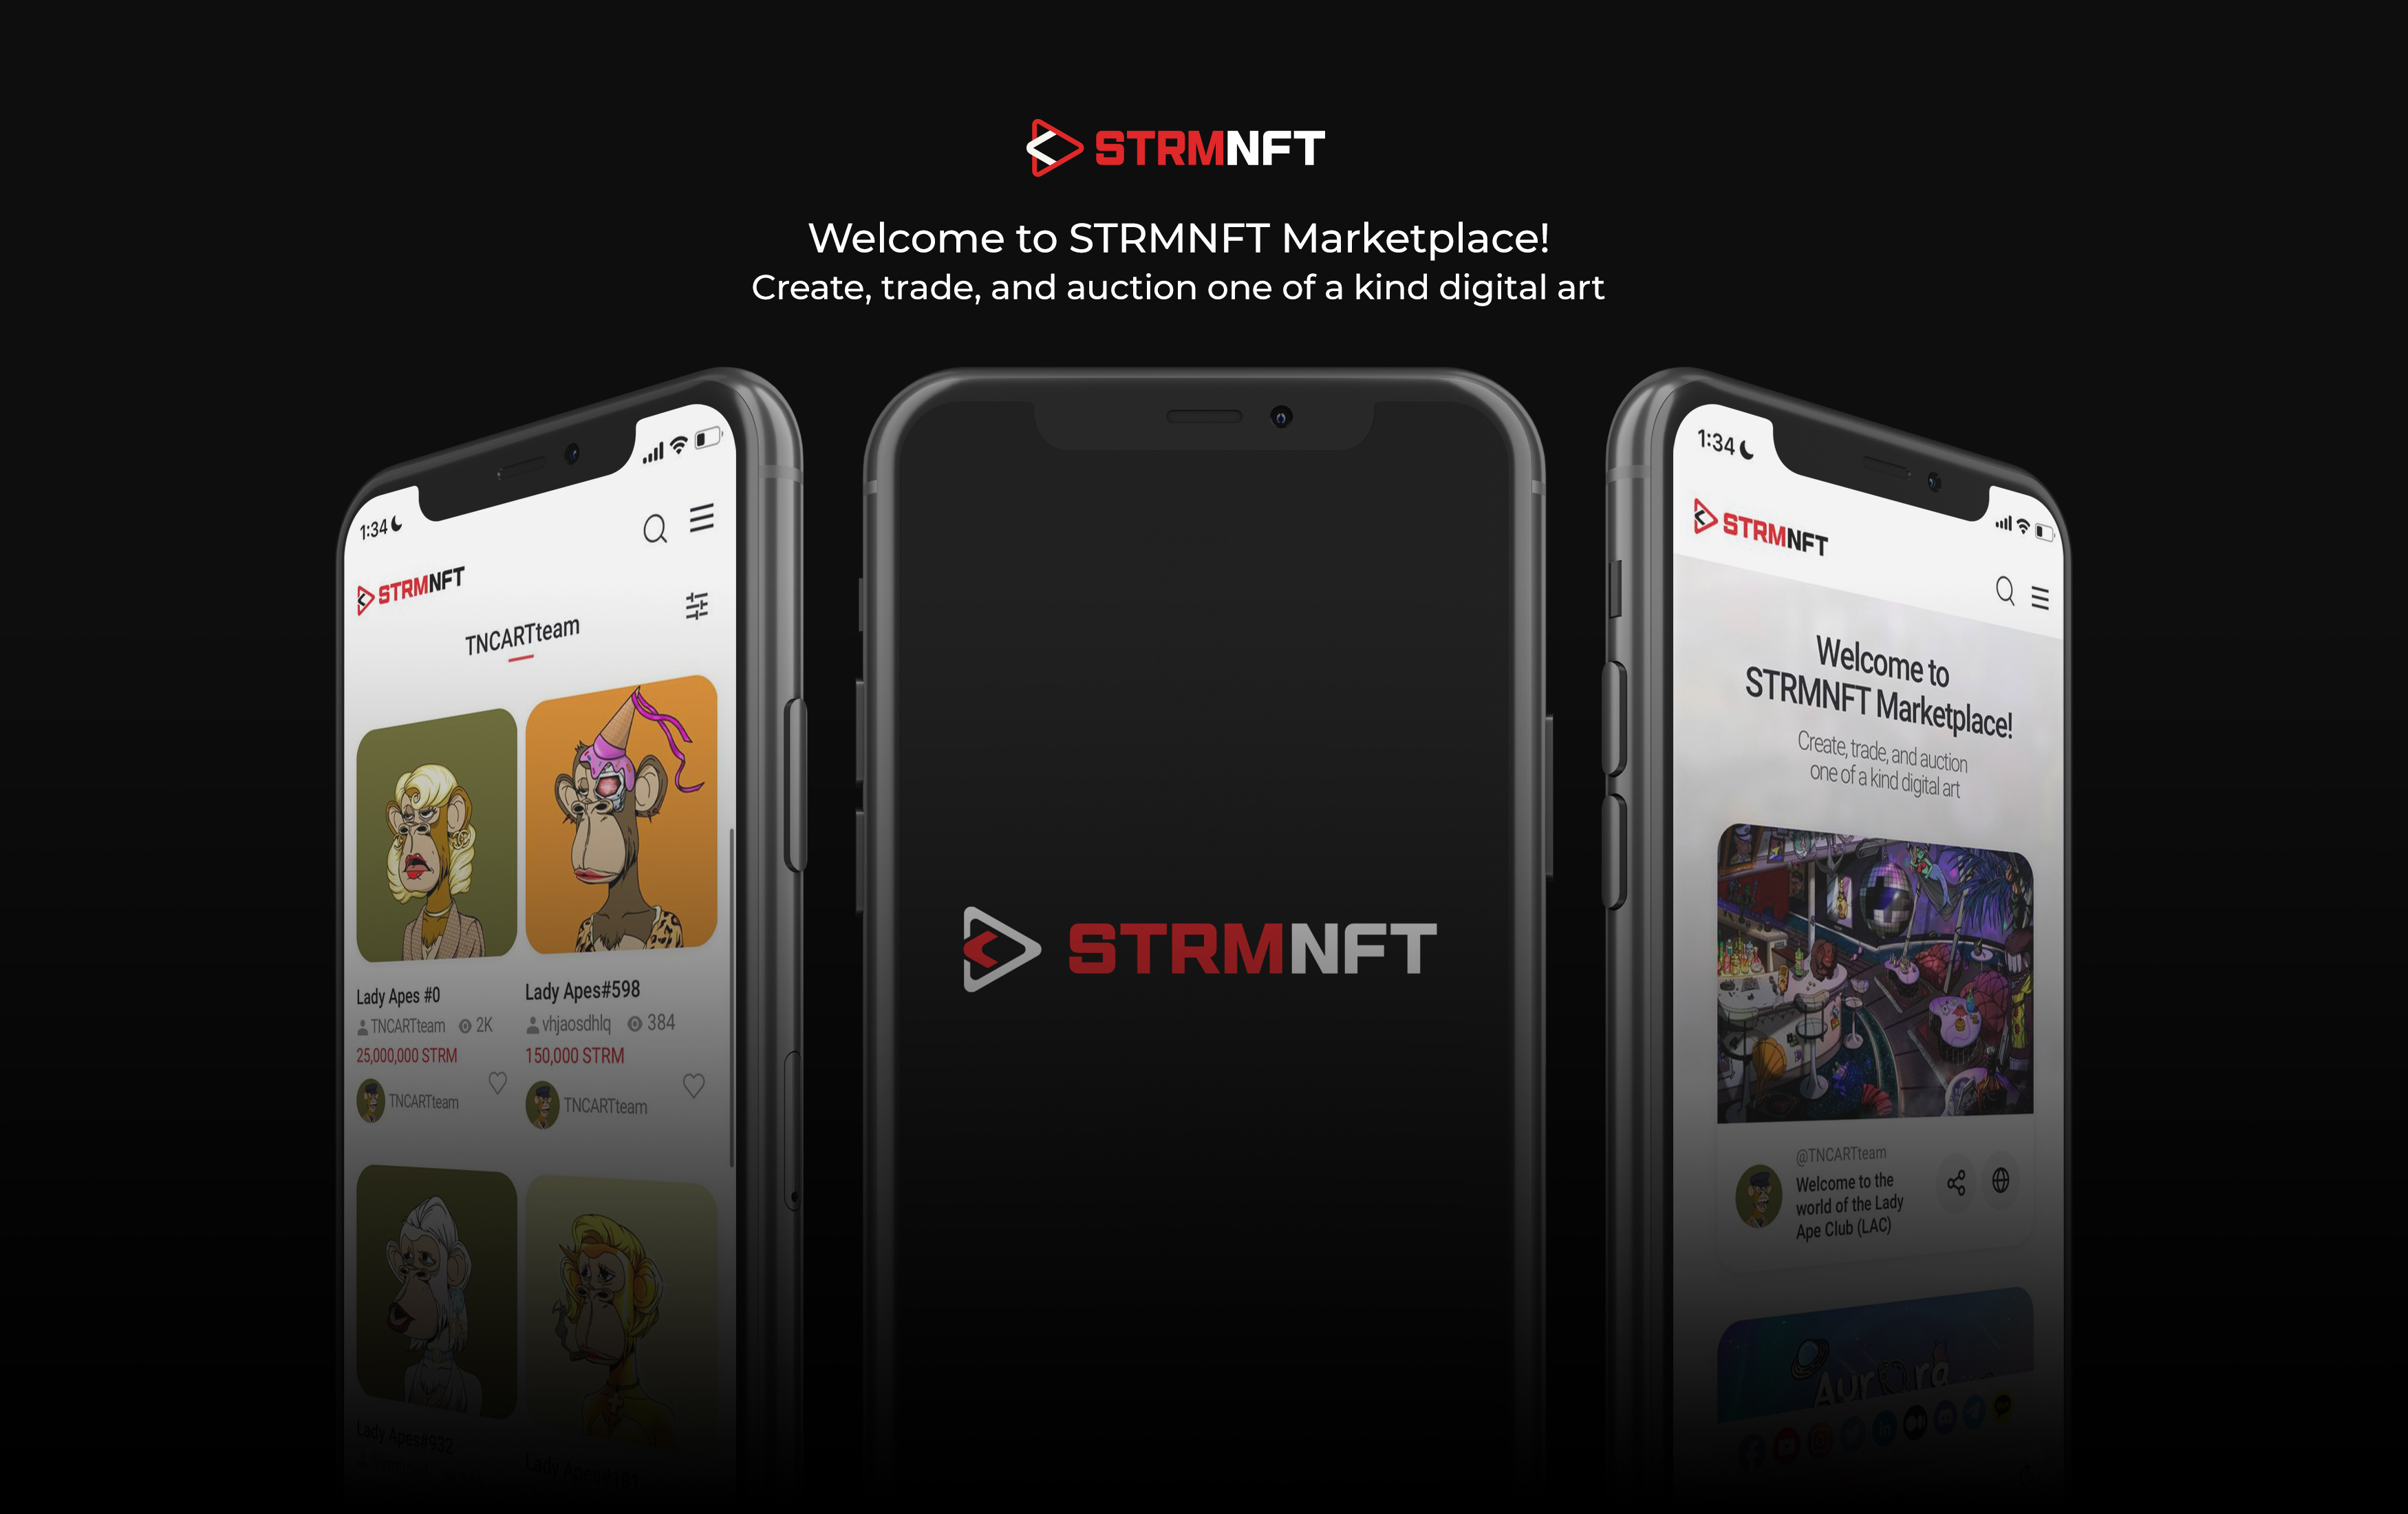 STRMNFT
Welcome to STRMNFT Marketplace!
Create, trade, and auction one of a kind digital art
1:34
STRMNFT
TNCARTteam
Lady Apes #0
TNCARTteam 2K
25,000,000 STRM
TNCARTteam
Lady Apes#598
vhjaosdhlq 384
150,000 STRM
TNCARTteam
Lady Apes#932
STRMNFT
1:34
STRMNFT
Welcome to
STRMNFT Marketplace!
Create, trade, and auction
one of a kind digital art
@TNCARTteam
Welcome to the
world of the Lady
Ape Club (LAC)
Aurora